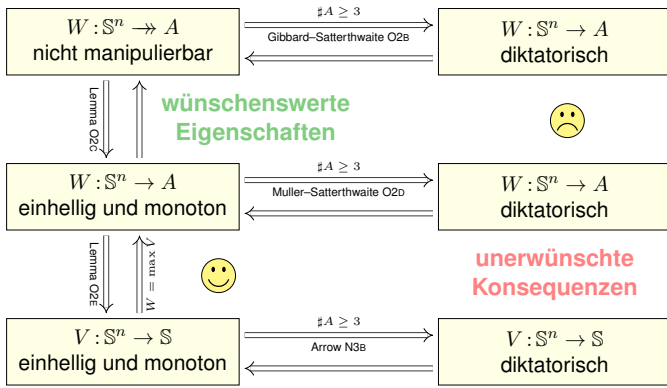 W : 𝕊ⁿ ↠ A
nicht manipulierbar
♯A ≥ 3
Gibbard–Satterthwaite O2B
W : 𝕊ⁿ → A
diktatorisch
Lemma O2C
wünschenswerte
Eigenschaften
W : 𝕊ⁿ → A
einhellig und monoton
♯A ≥ 3
Muller–Satterthwaite O2D
W : 𝕊ⁿ → A
diktatorisch
Lemma O2E
W = max V
unerwünschte
Konsequenzen
V : 𝕊ⁿ → 𝕊
einhellig und monoton
♯A ≥ 3
Arrow N3B
V : 𝕊ⁿ → 𝕊
diktatorisch